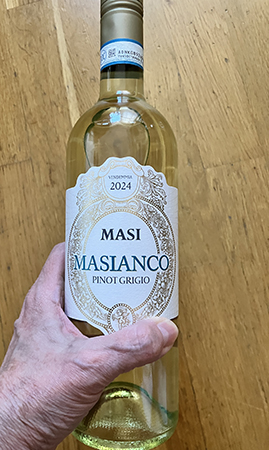 VENDEMMIA
2024
MASI
MASIANCO
PINOT GRIGIO